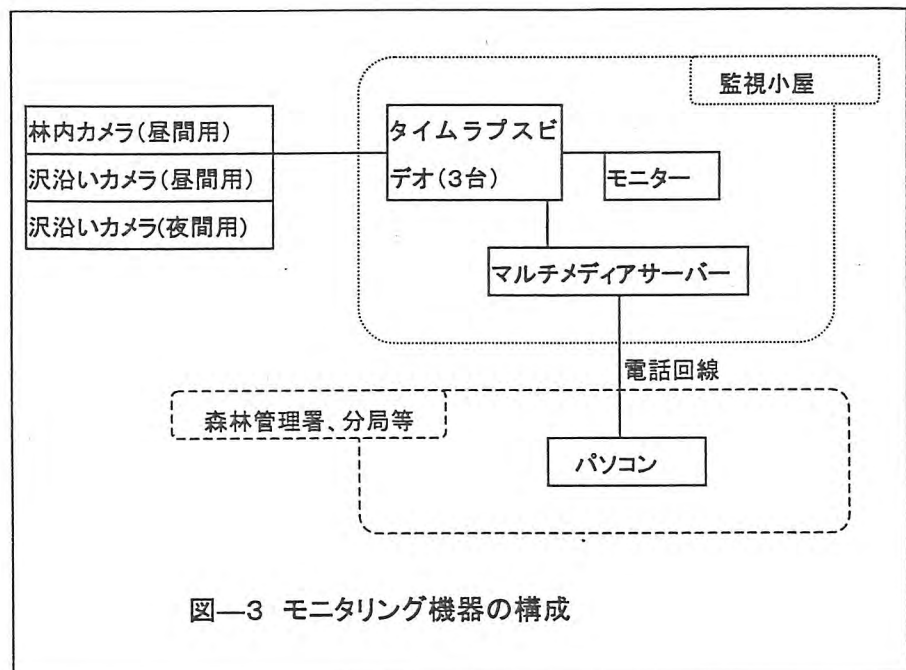 監視小屋
林内カメラ(昼間用)
沢沿いカメラ(昼間用)
沢沿いカメラ(夜間用)
タイムラプスビ
デオ(3台)
モニター
マルチメディアサーバー
電話回線
森林管理署、分局等
パソコン
図―3 モニタリング機器の構成